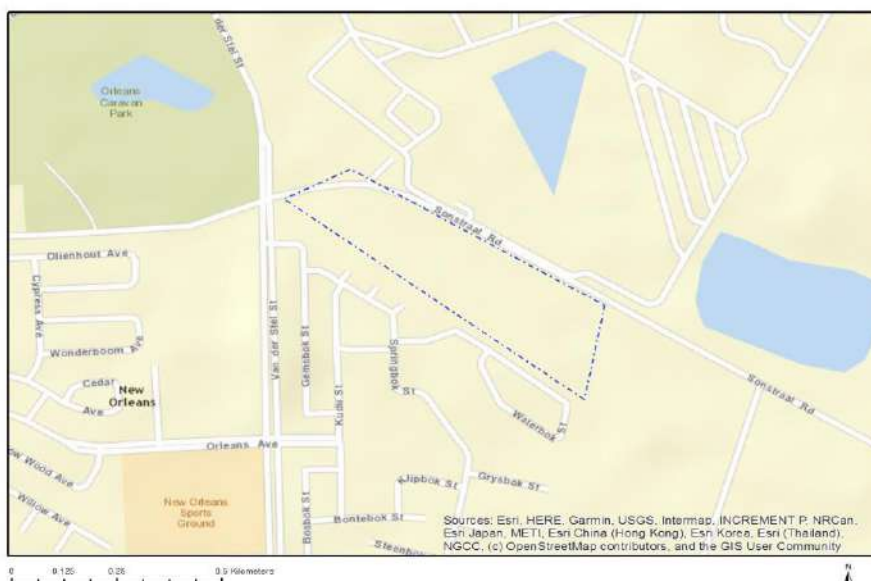 der Stel St
Orleans
Caravan
Park
Sonstraal Rd
Olienhout Ave
Cypress Ave
Van der Stel St
Gemsbok St
Wonderboom Ave
Springbok St
Cedar
Ave
New
Orleans
Kudu St
Waterbok St
Sonstraal Rd
Orleans Ave
ow Wood Ave
New Orleans
Sports
Ground
Willow Ave
Bosbok St
Klipbok St
Grysbok St
Bontebok St
Steenbo
Sources: Esri, HERE, Garmin, USGS, Intermap, INCREMENT P, NRCan,
Esri Japan, METI, Esri China (Hong Kong), Esri Korea, Esri (Thailand),
NGCC, (c) OpenStreetMap contributors, and the GIS User Community
0 0.125 0.25 0.5 Kilometers
N